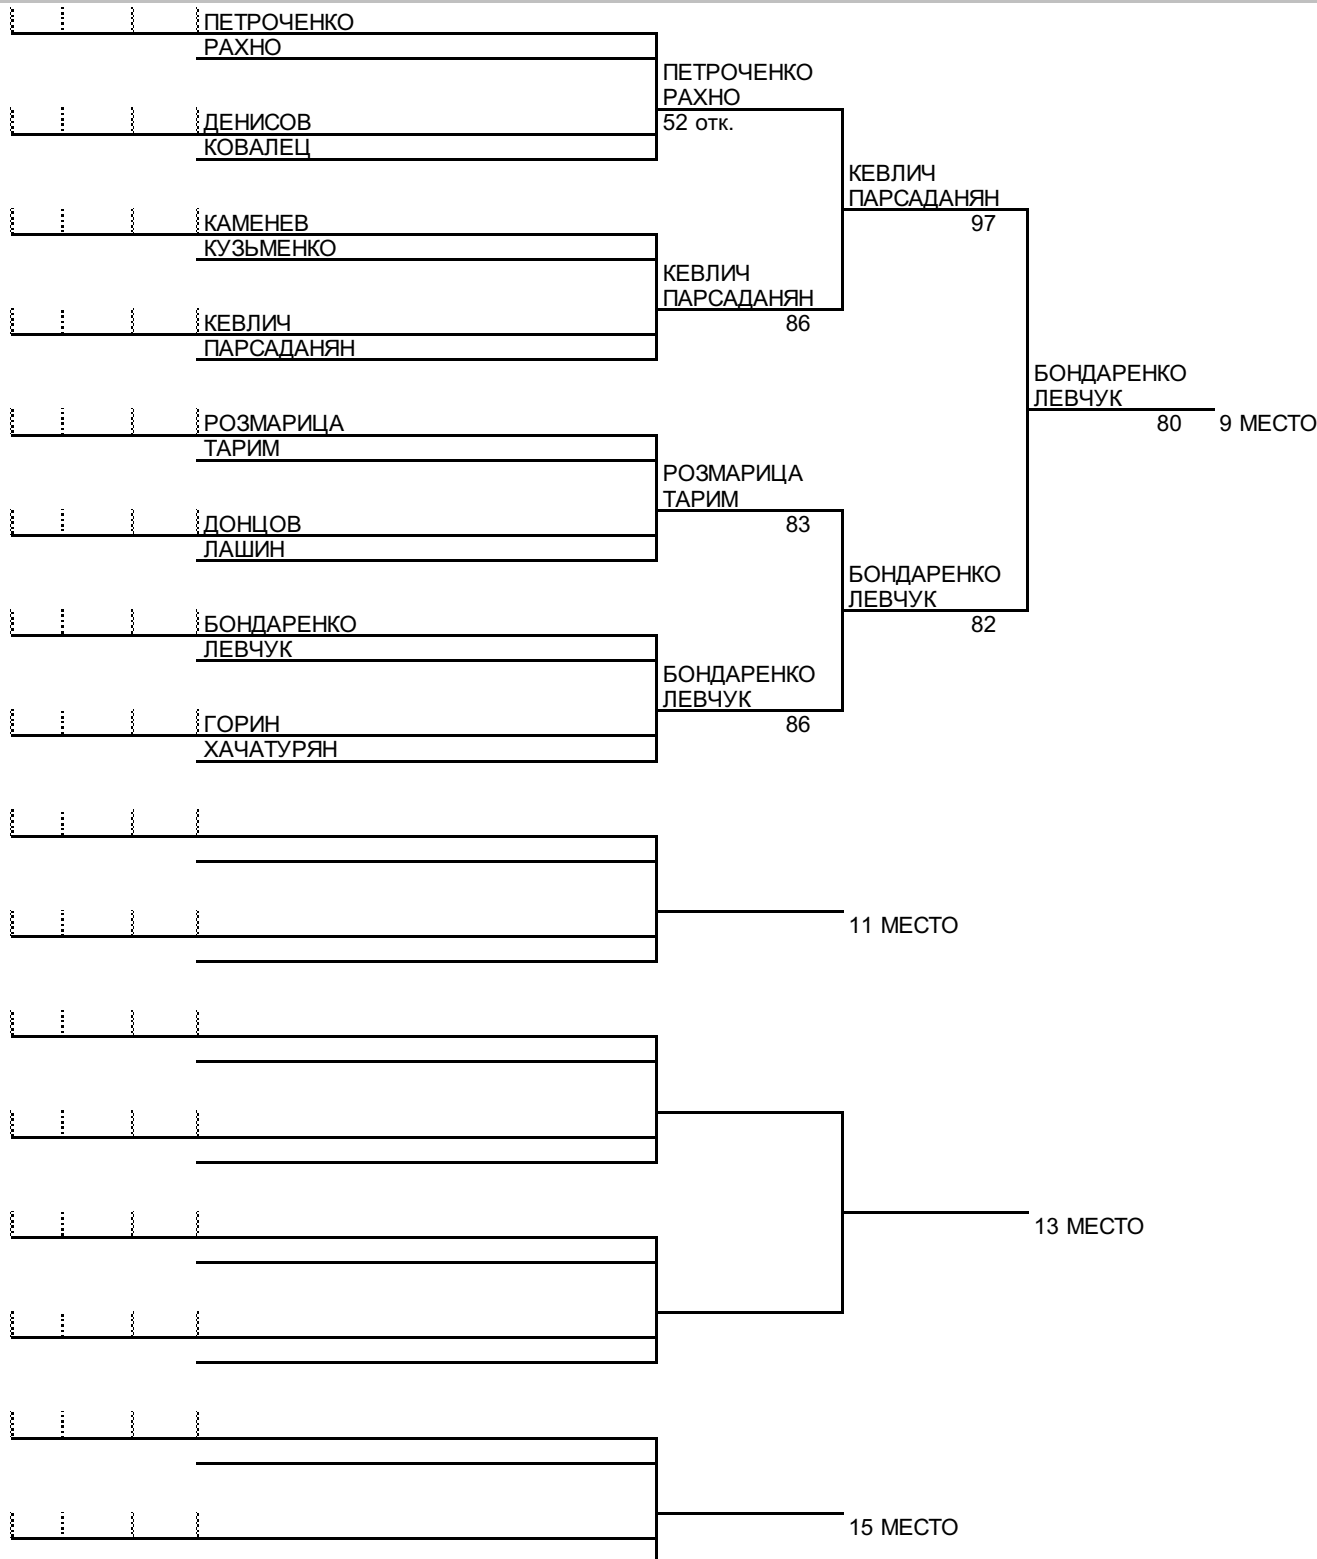 ПЕТРОЧЕНКО
РАХНО
ПЕТРОЧЕНКО
РАХНО
52 отк.
ДЕНИСОВ
КОВАЛЕЦ
КЕВЛИЧ
ПАРСАДАНЯН
97
КАМЕНЕВ
КУЗЬМЕНКО
КЕВЛИЧ
ПАРСАДАНЯН
86
КЕВЛИЧ
ПАРСАДАНЯН
БОНДАРЕНКО
ЛЕВЧУК
80 9 МЕСТО
РОЗМАРИЦА
ТАРИМ
РОЗМАРИЦА
ТАРИМ
83
ДОНЦОВ
ЛАШИН
БОНДАРЕНКО
ЛЕВЧУК
82
БОНДАРЕНКО
ЛЕВЧУК
БОНДАРЕНКО
ЛЕВЧУК
86
ГОРИН
ХАЧАТУРЯН
11 МЕСТО
13 МЕСТО
15 МЕСТО